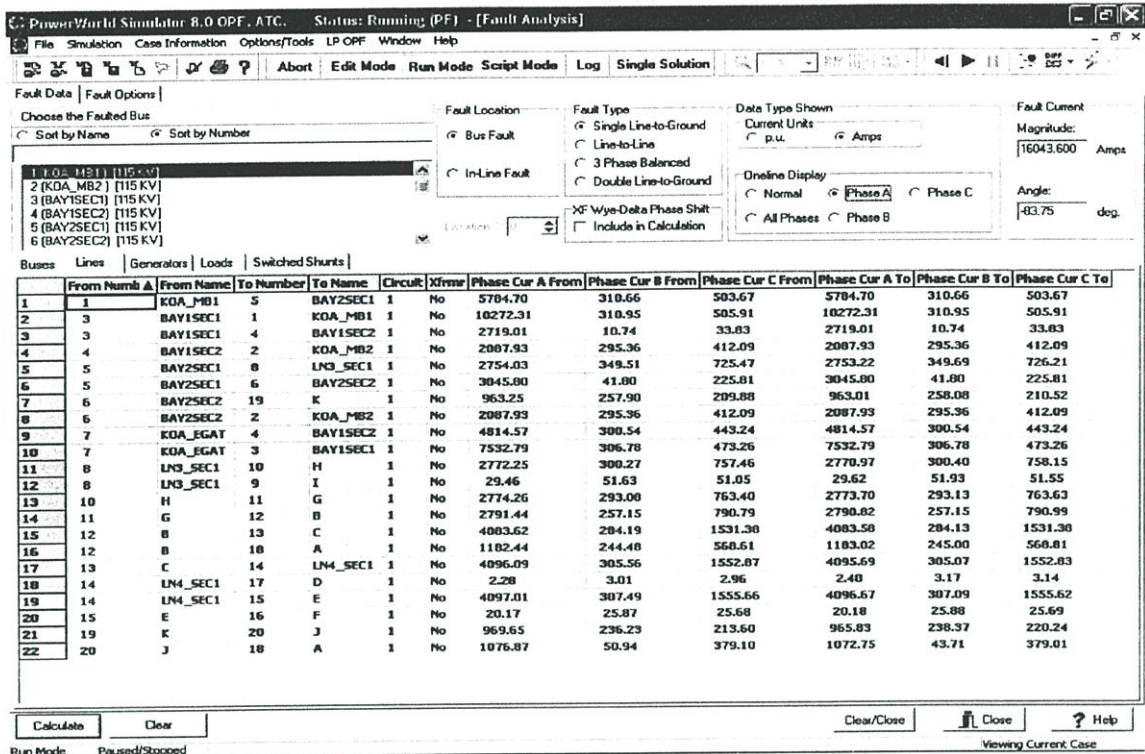 PowerWorld Simulator 8.0 OPF, ATC. Status: Running (PF) - [Fault Analysis]
File Simulation Case Information Options/Tools LP OPF Window Help
Abort Edit Mode Run Mode Script Mode Log Single Solution
Fault Data Fault Options
Choose the Faulted Bus
Sort by Name Sort by Number
1 (KOA_MB1) [115 KV]
2 (KOA_MB2) [115 KV]
3 (BAY1SEC1) [115 KV]
4 (BAY1SEC2) [115 KV]
5 (BAY2SEC1) [115 KV]
6 (BAY2SEC2) [115 KV]
Fault Location
Bus Fault
In-Line Fault
Location 0
Fault Type
Single Line-to-Ground
Line-to-Line
3 Phase Balanced
Double Line-to-Ground
XF Wye-Delta Phase Shift
Include in Calculation
Data Type Shown
Current Units
p.u. Amps
Oneline Display
Normal Phase A Phase C
All Phases Phase B
Fault Current
Magnitude:
16043.600 Amps
Angle:
-83.75 deg.
Buses Lines Generators Loads Switched Shunts
From Numb From Name To Number To Name Circuit Xfrmr Phase Cur A From Phase Cur B From Phase Cur C From Phase Cur A To Phase Cur B To Phase Cur C To
1 1 KOA_MB1 5 BAY2SEC1 1 No 5784.70 310.66 503.67 5784.70 310.66 503.67
2 3 BAY1SEC1 1 KOA_MB1 1 No 10272.31 310.95 505.91 10272.31 310.95 505.91
3 3 BAY1SEC1 4 BAY1SEC2 1 No 2719.01 10.74 33.83 2719.01 10.74 33.83
4 4 BAY1SEC2 2 KOA_MB2 1 No 2087.93 295.36 412.09 2087.93 295.36 412.09
5 5 BAY2SEC1 8 LN3_SEC1 1 No 2754.03 349.51 725.47 2753.22 349.69 726.21
6 5 BAY2SEC1 6 BAY2SEC2 1 No 3045.80 41.80 225.81 3045.80 41.80 225.81
7 6 BAY2SEC2 19 K 1 No 963.25 257.90 209.88 963.01 258.08 210.52
8 6 BAY2SEC2 2 KOA_MB2 1 No 2087.93 295.36 412.09 2087.93 295.36 412.09
9 7 KOA_EGAT 4 BAY1SEC2 1 No 4814.57 300.54 443.24 4814.57 300.54 443.24
10 7 KOA_EGAT 3 BAY1SEC1 1 No 7532.79 306.78 473.26 7532.79 306.78 473.26
11 8 LN3_SEC1 10 H 1 No 2772.25 300.27 757.46 2770.97 300.40 758.15
12 8 LN3_SEC1 9 I 1 No 29.46 51.63 51.05 29.62 51.93 51.55
13 10 H 11 G 1 No 2774.26 293.08 763.40 2773.70 293.13 763.63
14 11 G 12 B 1 No 2791.44 257.15 790.79 2790.82 257.15 790.99
15 12 B 13 C 1 No 4083.62 284.19 1531.38 4083.58 284.13 1531.38
16 12 B 18 A 1 No 1182.44 244.48 568.61 1183.02 245.00 568.81
17 13 C 14 LN4_SEC1 1 No 4096.09 305.56 1552.87 4095.69 305.07 1552.83
18 14 LN4_SEC1 17 D 1 No 2.28 3.01 2.96 2.40 3.17 3.14
19 14 LN4_SEC1 15 E 1 No 4097.01 307.49 1555.66 4096.67 307.09 1555.62
20 15 E 16 F 1 No 20.17 25.87 25.68 20.18 25.88 25.69
21 19 K 20 J 1 No 969.65 236.23 213.60 965.83 238.37 220.24
22 20 J 18 A 1 No 1076.87 50.94 379.10 1072.75 43.71 379.01
Calculate Clear Clear/Close Close ? Help
Run Mode Paused/Stopped Viewing Current Case